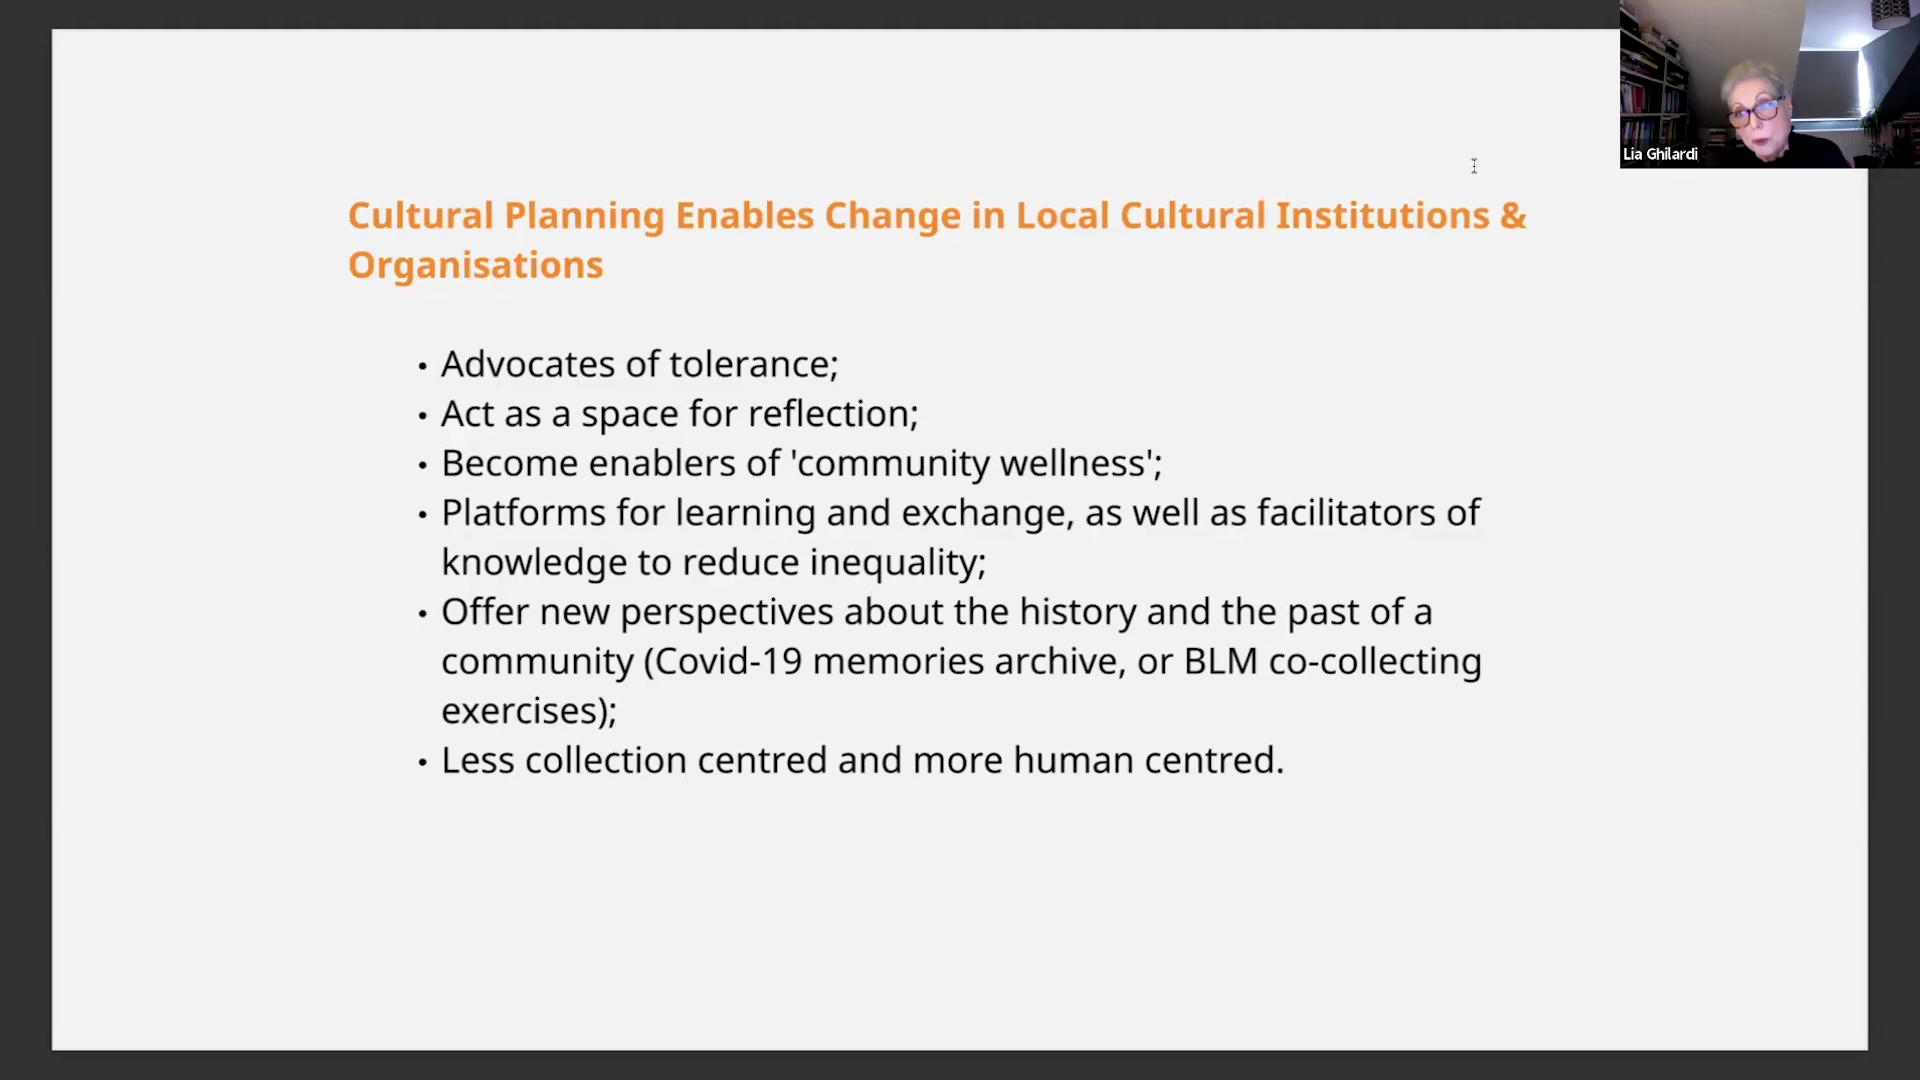 Lia Ghilardi
Cultural Planning Enables Change in Local Cultural Institutions &
Organisations
• Advocates of tolerance;
• Act as a space for reflection;
• Become enablers of 'community wellness';
• Platforms for learning and exchange, as well as facilitators of
knowledge to reduce inequality;
• Offer new perspectives about the history and the past of a
community (Covid-19 memories archive, or BLM co-collecting
exercises);
• Less collection centred and more human centred.